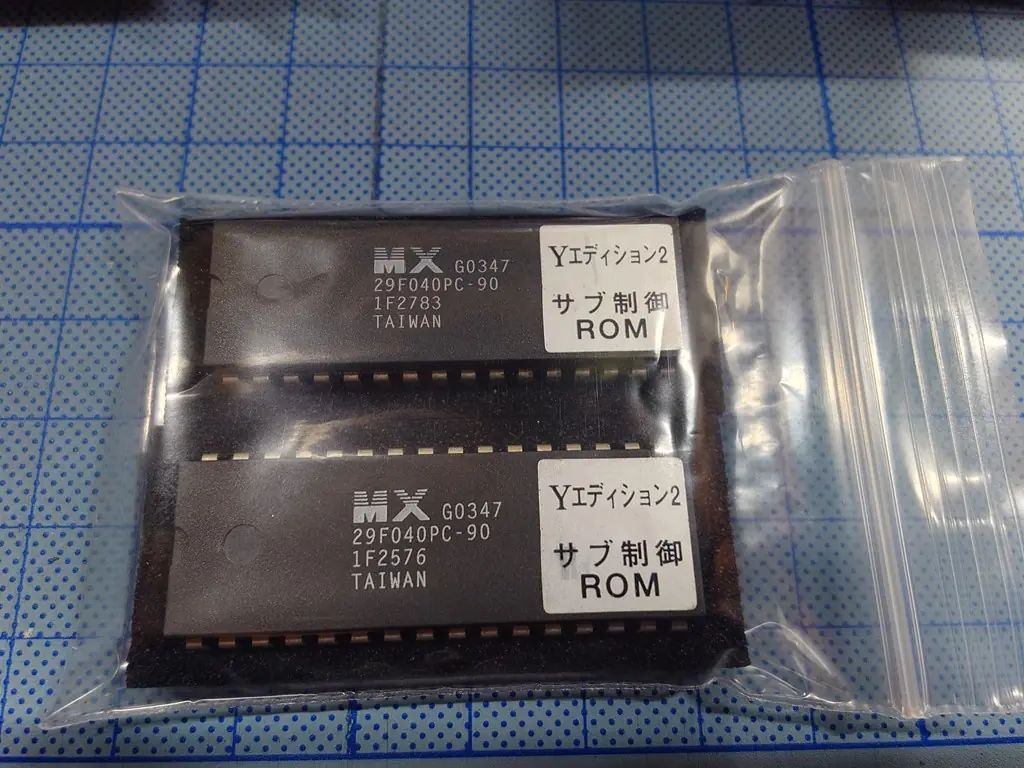 MX G0347
29F040PC-90
1F2783
TAIWAN
Yエディション2
サブ制御
ROM
MX G0347
29F040PC-90
1F2576
TAIWAN
Yエディション2
サブ制御
ROM